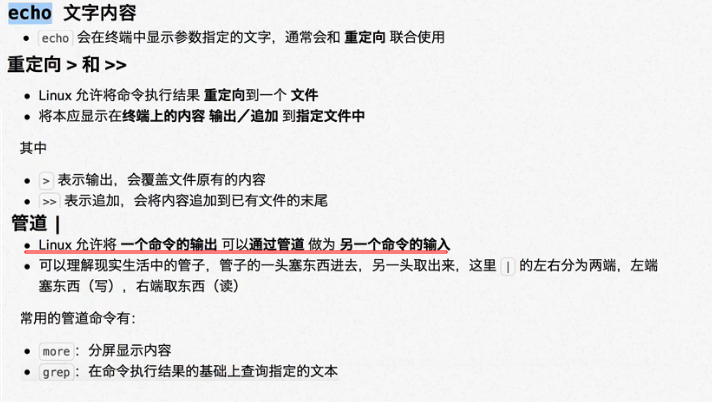 echo 文字内容
• echo 会在终端中显示参数指定的文字，通常会和 重定向 联合使用
重定向 > 和 >>
• Linux 允许将命令执行结果 重定向到一个 文件
• 将本应显示在终端上的内容 输出／追加 到指定文件中
其中
• > 表示输出，会覆盖文件原有的内容
• >> 表示追加，会将内容追加到已有文件的末尾
管道 |
• Linux 允许将 一个命令的输出 可以通过管道 做为 另一个命令的输入
• 可以理解现实生活中的管子，管子的一头塞东西进去，另一头取出来，这里 | 的左右分为两端，左端
塞东西（写），右端取东西（读）
常用的管道命令有：
• more：分屏显示内容
• grep：在命令执行结果的基础上查询指定的文本